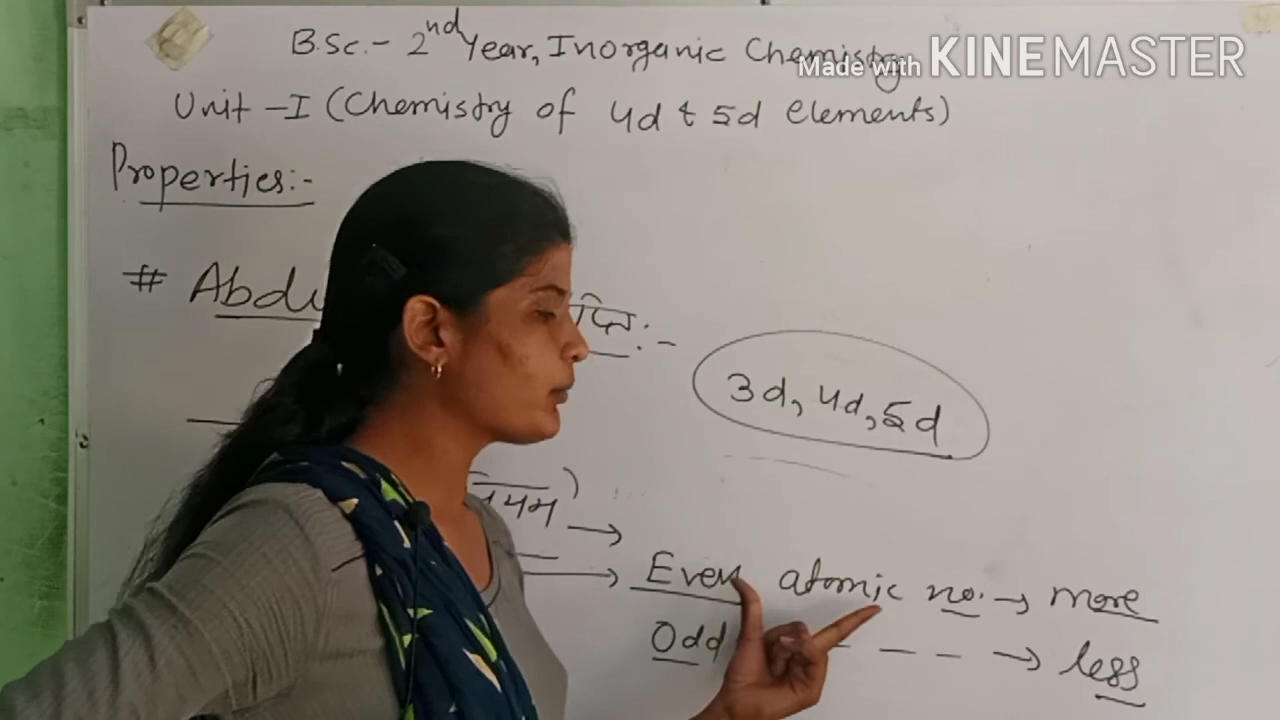 B.Sc.- 2nd Year, Inorganic Chemistry
Made with KINEMASTER
Unit -I (Chemistry of 4d & 5d elements)
Properties:-
# 
3d, 4d, 5d
Even atomic no. → more
Odd - - - → less